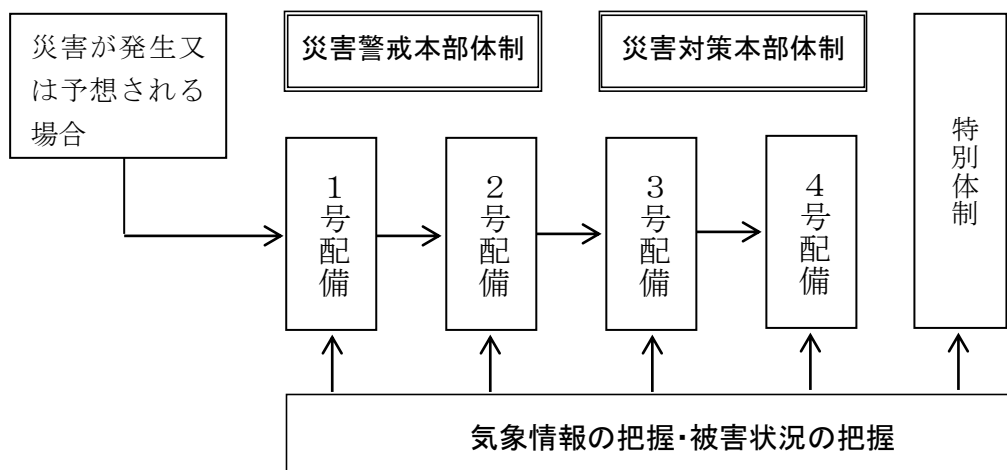 災害が発生又
は予想される
場合
災害警戒本部体制
災害対策本部体制
特別体制
１号配備
２号配備
３号配備
４号配備
気象情報の把握・被害状況の把握